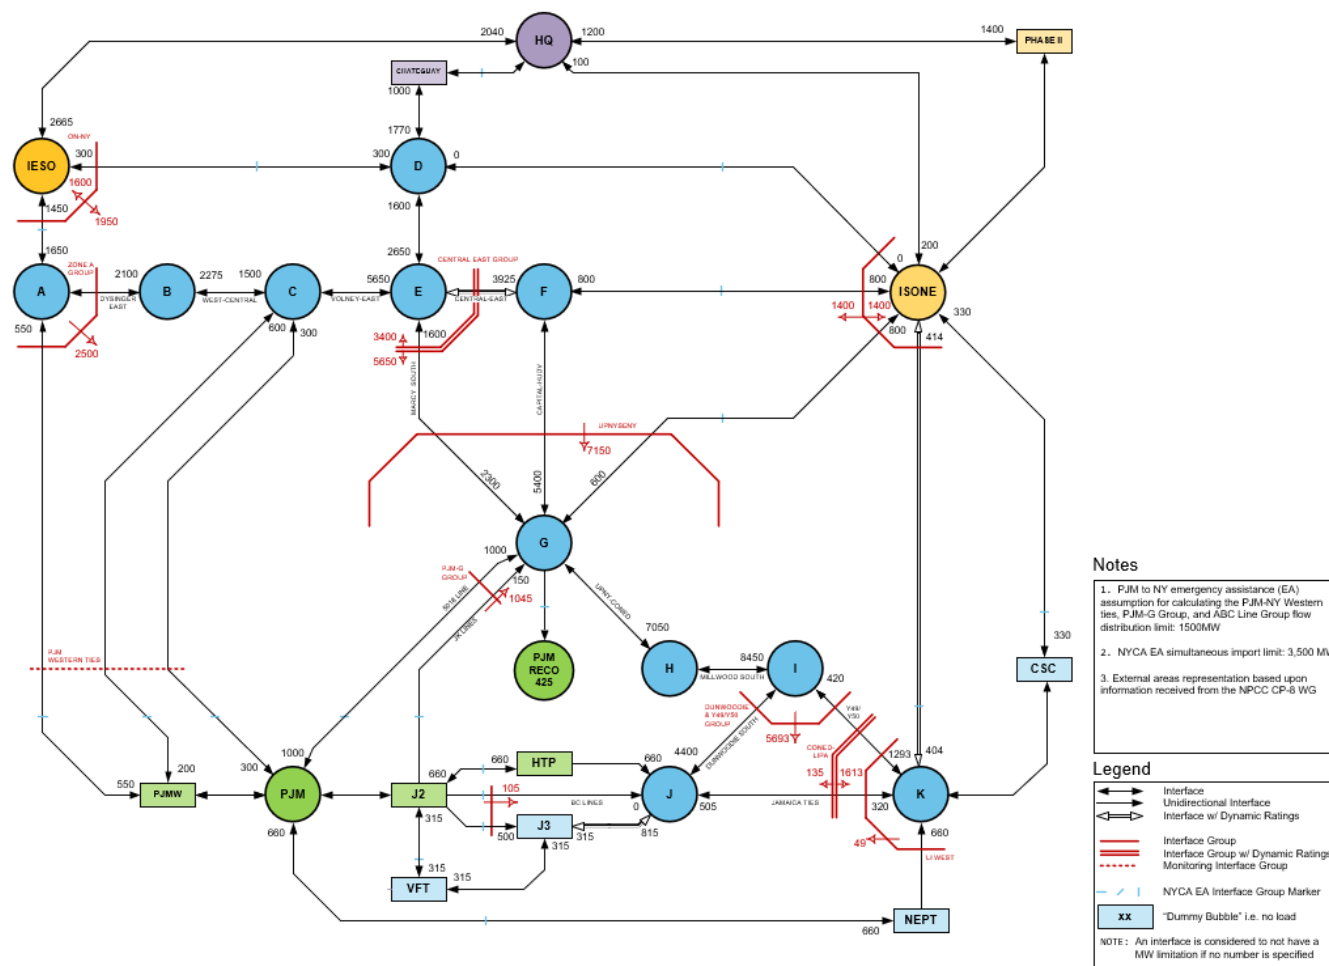 2040
HQ
1200
1400
PHASE II
100
CHATEGUAY
1000
2665
ON-NY
1770
IESO
300
300
D
0
1600
1450
1950
1600
1650
2650
CENTRAL EAST GROUP
0
200
ZONE A
GROUP
A
2100
B
2275
1500
C
5650
E
3925
F
800
800
ISONE
DYSINGER
EAST
WEST-CENTRAL
VOLNEY-EAST
CENTRAL-EAST
550
2500
600
300
3400
1600
5650
1400
1400
800
330
414
MARCY SOUTH
CAPITAL-HUDV
UPNYSENY
7150
2300
5400
600
G
1000
PJM-G
GROUP
150
1045
5018 LINE
JK LINES
UPNY-CONED
PJM
WESTERN TIES
PJM
RECO
425
7050
H
8450
MILLWOOD SOUTH
I
420
330
CSC
DUNWOODIE
& Y49/Y50
GROUP
DUNWOODIE SOUTH
5693
Y49/
Y50
CONED-
LIPA
1000
300
200
550
PJMW
PJM
660
J2
660
660
HTP
660
4400
105
BC LINES
0
J
505
JAMAICA TIES
135
1613
1293
404
320
K
660
315
500
J3
315
815
315
49
LI WEST
VFT
315
315
NEPT
660
Notes
1. PJM to NY emergency assistance (EA)
assumption for calculating the PJM-NY Western
ties, PJM-G Group, and ABC Line Group flow
distribution limit: 1500MW
2. NYCA EA simultaneous import limit: 3,500 MW
3. External areas representation based upon
information received from the NPCC CP-8 WG
Legend
Interface
Unidirectional Interface
Interface w/ Dynamic Ratings
Interface Group
Interface Group w/ Dynamic Ratings
Monitoring Interface Group
NYCA EA Interface Group Marker
xx
"Dummy Bubble" i.e. no load
NOTE: An interface is considered to not have a
MW limitation if no number is specified